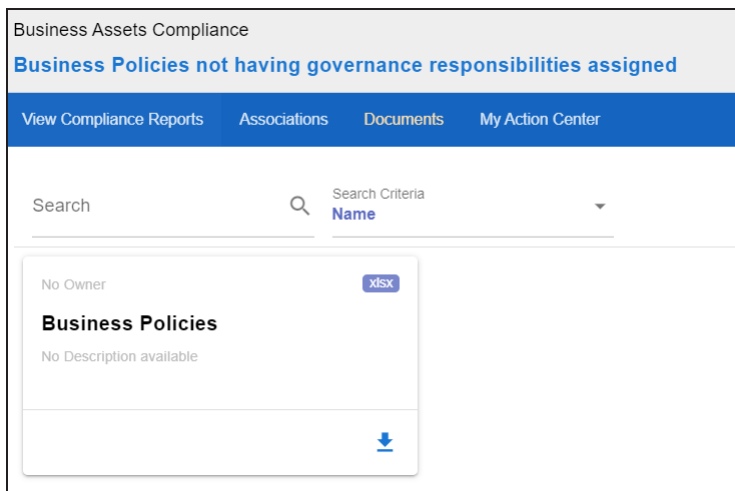 Business Assets Compliance
Business Policies not having governance responsibilities assigned
View Compliance Reports Associations Documents My Action Center
Search Search Criteria
Name
No Owner xlsx
Business Policies
No Description available